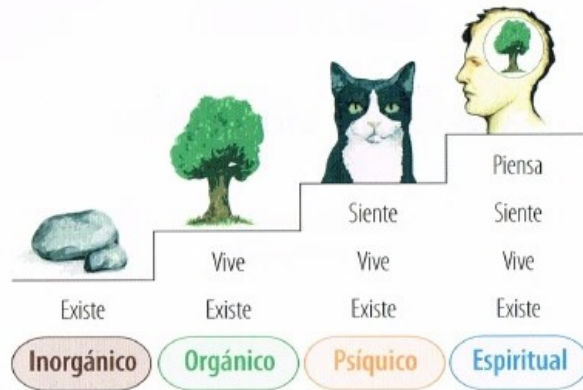 Piensa
Siente Siente
Vive Vive Vive
Existe Existe Existe Existe
Inorgánico Orgánico Psíquico Espiritual